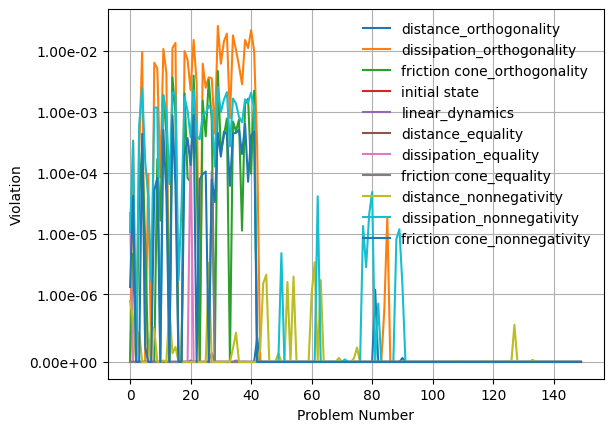 distance_orthogonality
dissipation_orthogonality
friction cone_orthogonality
initial state
linear_dynamics
distance_equality
dissipation_equality
friction cone_equality
distance_nonnegativity
dissipation_nonnegativity
friction cone_nonnegativity
1.00e-02
1.00e-03
1.00e-04
1.00e-05
1.00e-06
0.00e+00
Violation
0 20 40 60 80 100 120 140
Problem Number